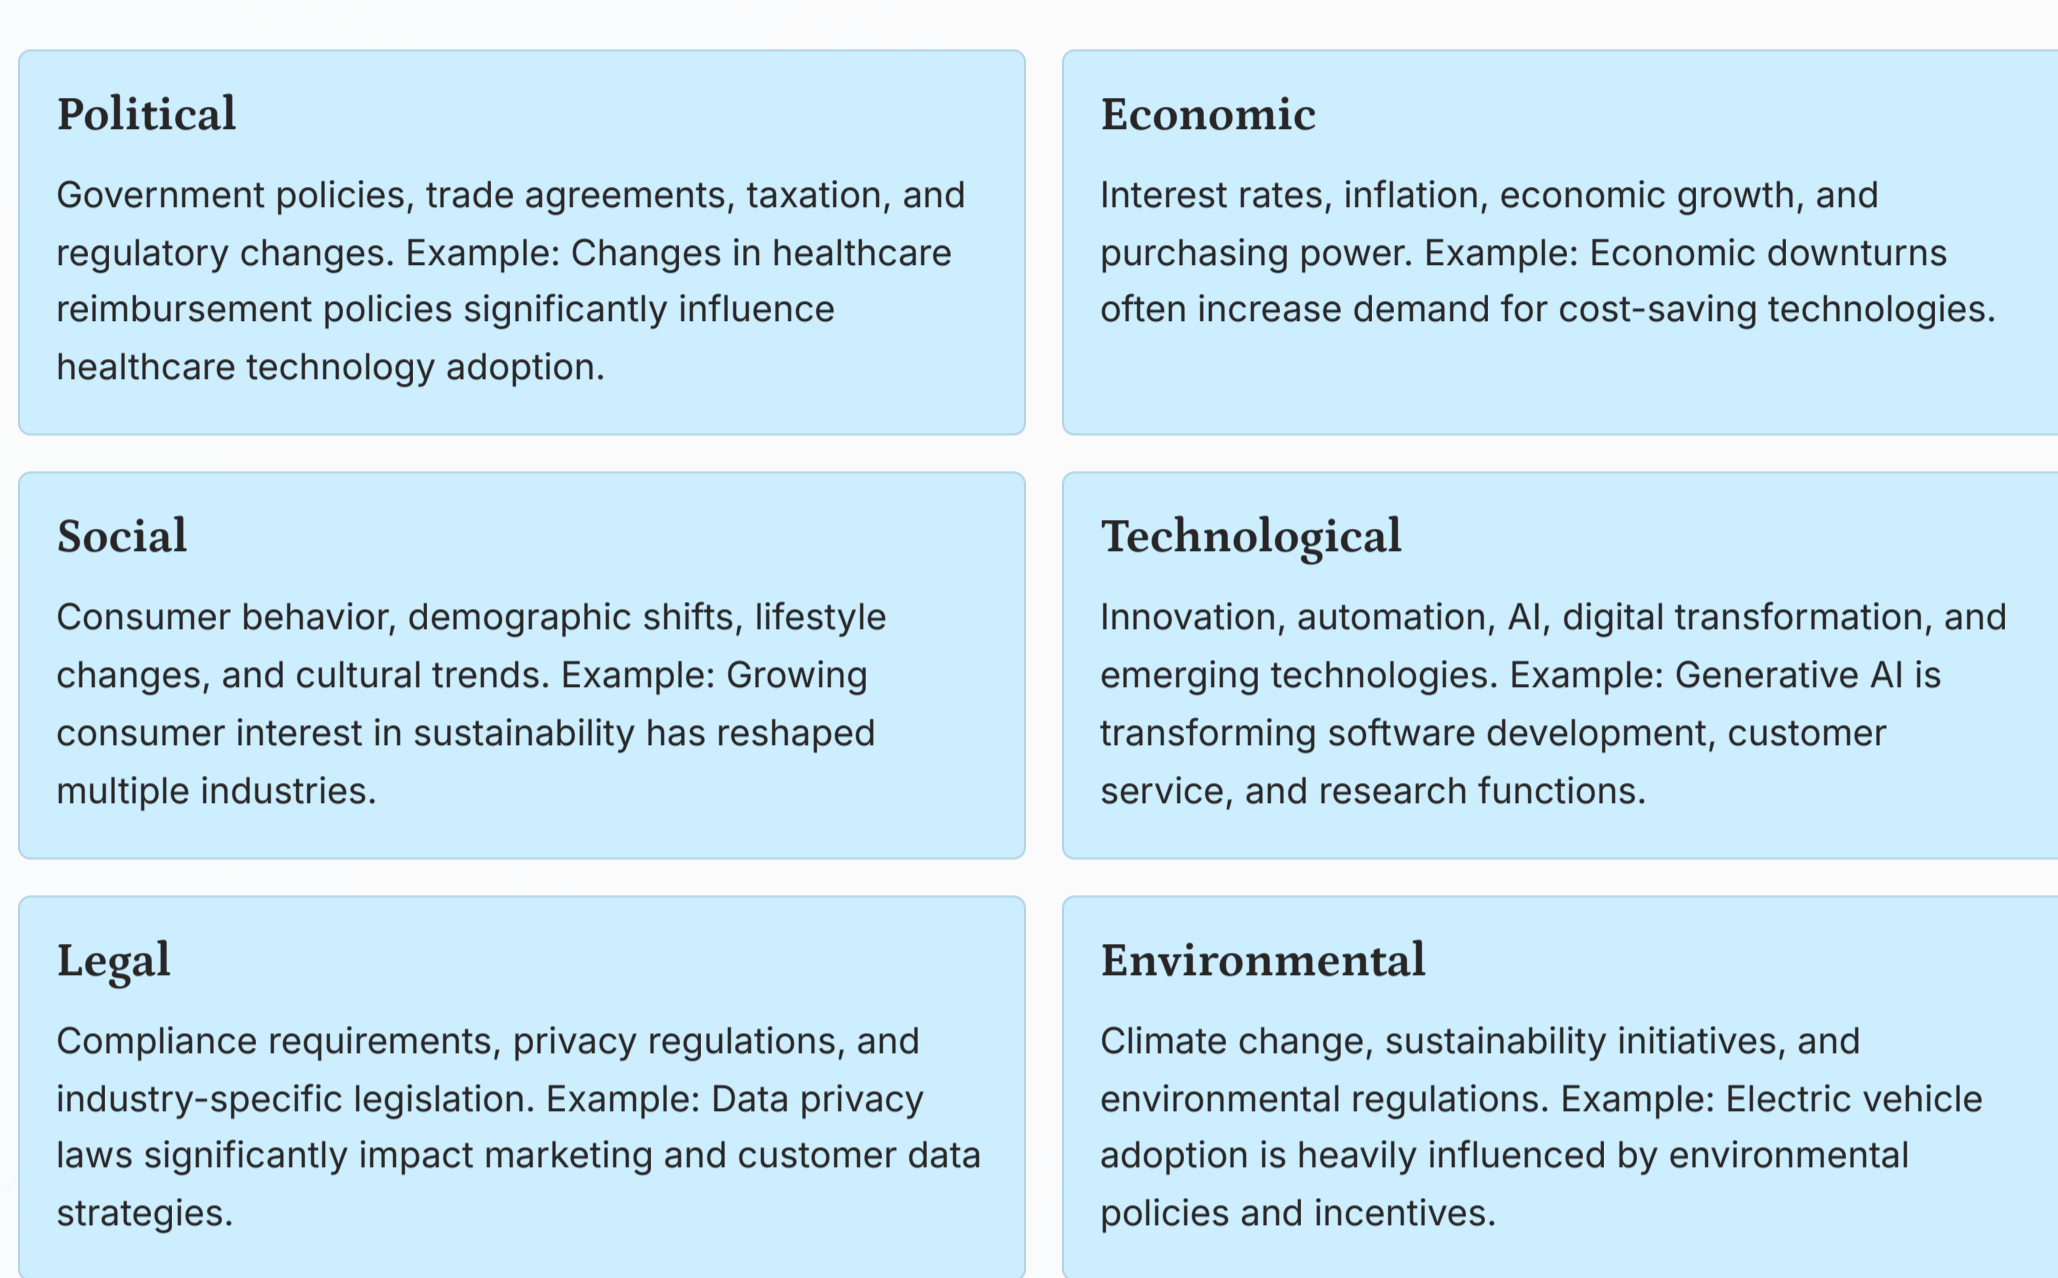 Political
Government policies, trade agreements, taxation, and
regulatory changes. Example: Changes in healthcare
reimbursement policies significantly influence
healthcare technology adoption.
Economic
Interest rates, inflation, economic growth, and
purchasing power. Example: Economic downturns
often increase demand for cost-saving technologies.
Social
Consumer behavior, demographic shifts, lifestyle
changes, and cultural trends. Example: Growing
consumer interest in sustainability has reshaped
multiple industries.
Technological
Innovation, automation, AI, digital transformation, and
emerging technologies. Example: Generative AI is
transforming software development, customer
service, and research functions.
Legal
Compliance requirements, privacy regulations, and
industry-specific legislation. Example: Data privacy
laws significantly impact marketing and customer data
strategies.
Environmental
Climate change, sustainability initiatives, and
environmental regulations. Example: Electric vehicle
adoption is heavily influenced by environmental
policies and incentives.